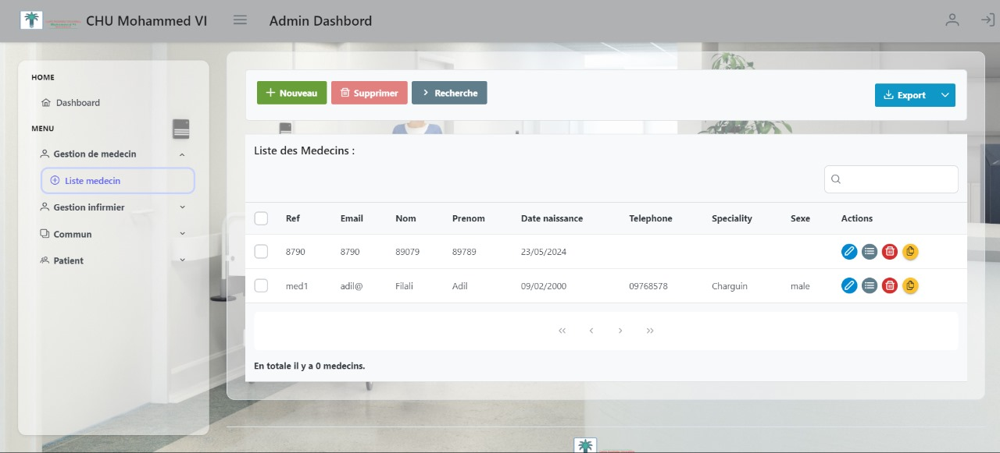 CHU Mohammed VI Admin Dashbord
HOME
Dashboard
MENU
Gestion de medecin
Liste medecin
Gestion infirmier
Commun
Patient
Nouveau Supprimer Recherche Export
Liste des Medecins :
Ref Email Nom Prenom Date naissance Telephone Speciality Sexe Actions
8790 8790 89079 89789 23/05/2024
med1 adil@ Filali Adil 09/02/2000 09768578 Charguin male
En totale il y a 0 medecins.